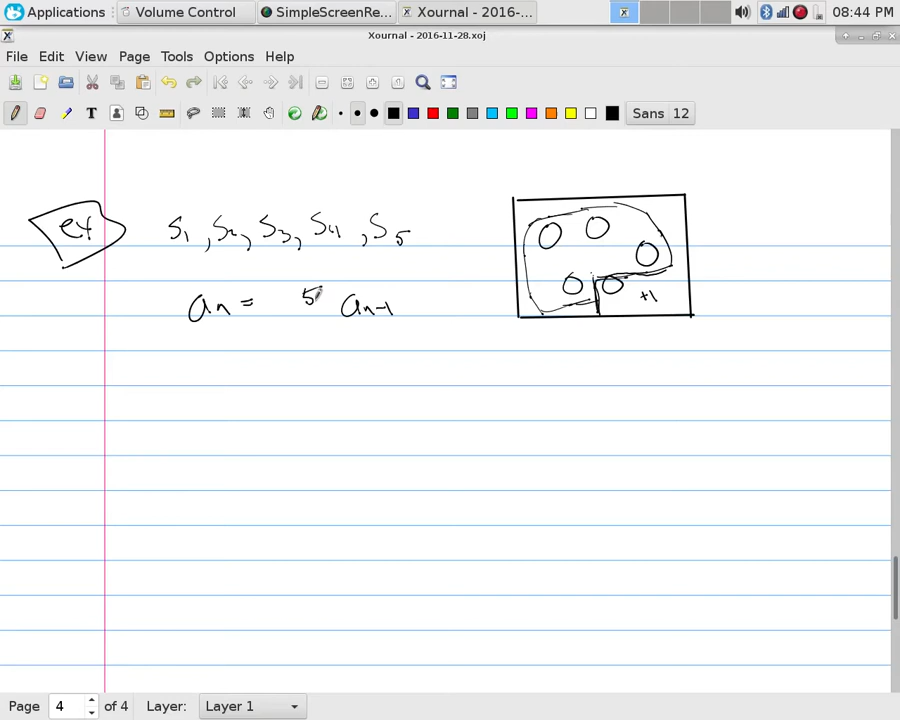 Applications Volume Control SimpleScreenRe... Xournal - 2016-... 08:44 PM
Xournal - 2016-11-28.xoj
File Edit View Page Tools Options Help
T Sans 12
ex S1, S2, S3, S4, S5
an = 5 an-1
+1
Page 4 of 4 Layer: Layer 1